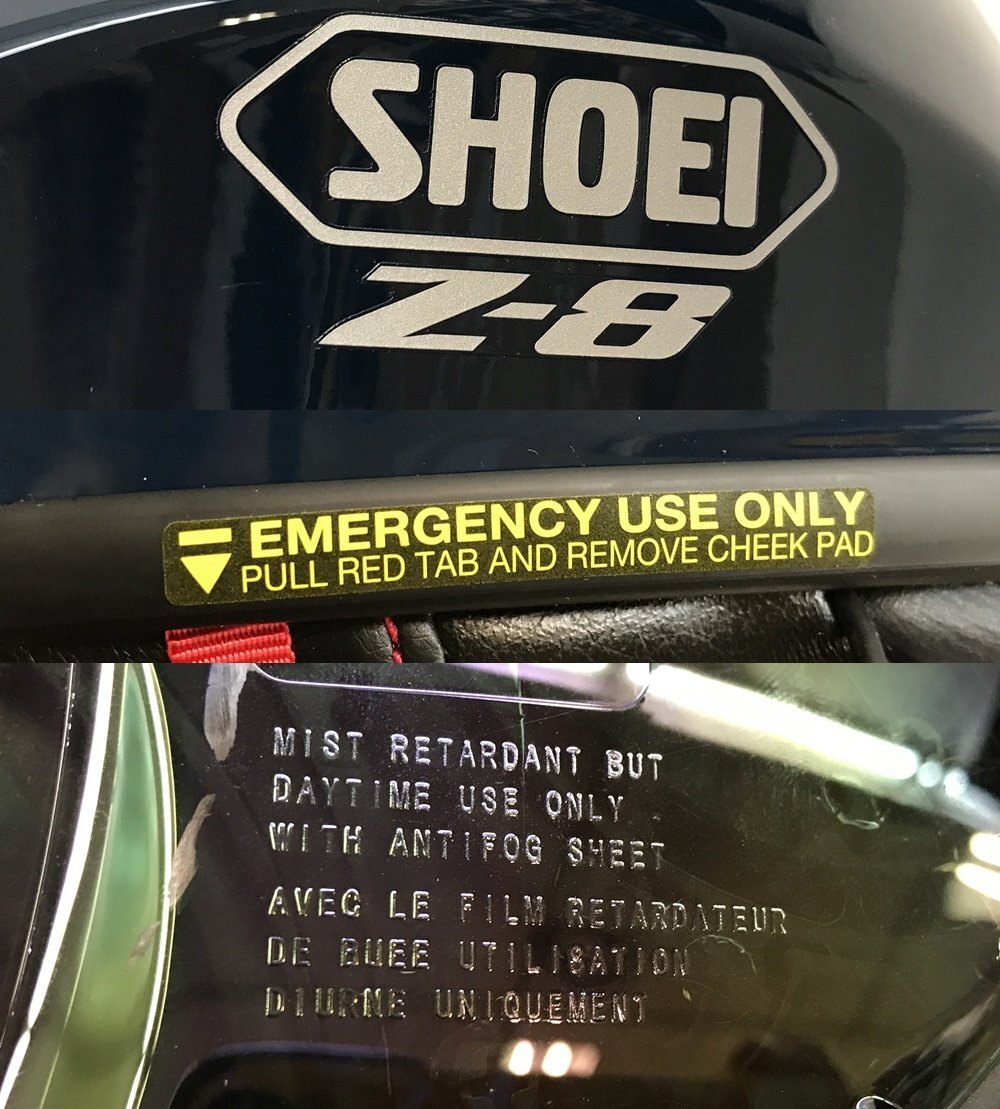 SHOEI
Z-8
EMERGENCY USE ONLY
PULL RED TAB AND REMOVE CHEEK PAD
MIST RETARDANT BUT
DAYTIME USE ONLY
WITH ANTIFOG SHEET
AVEC LE FILM RETARDATEUR
DE BUEE UTILISATION
DIURNE UNIQUEMENT